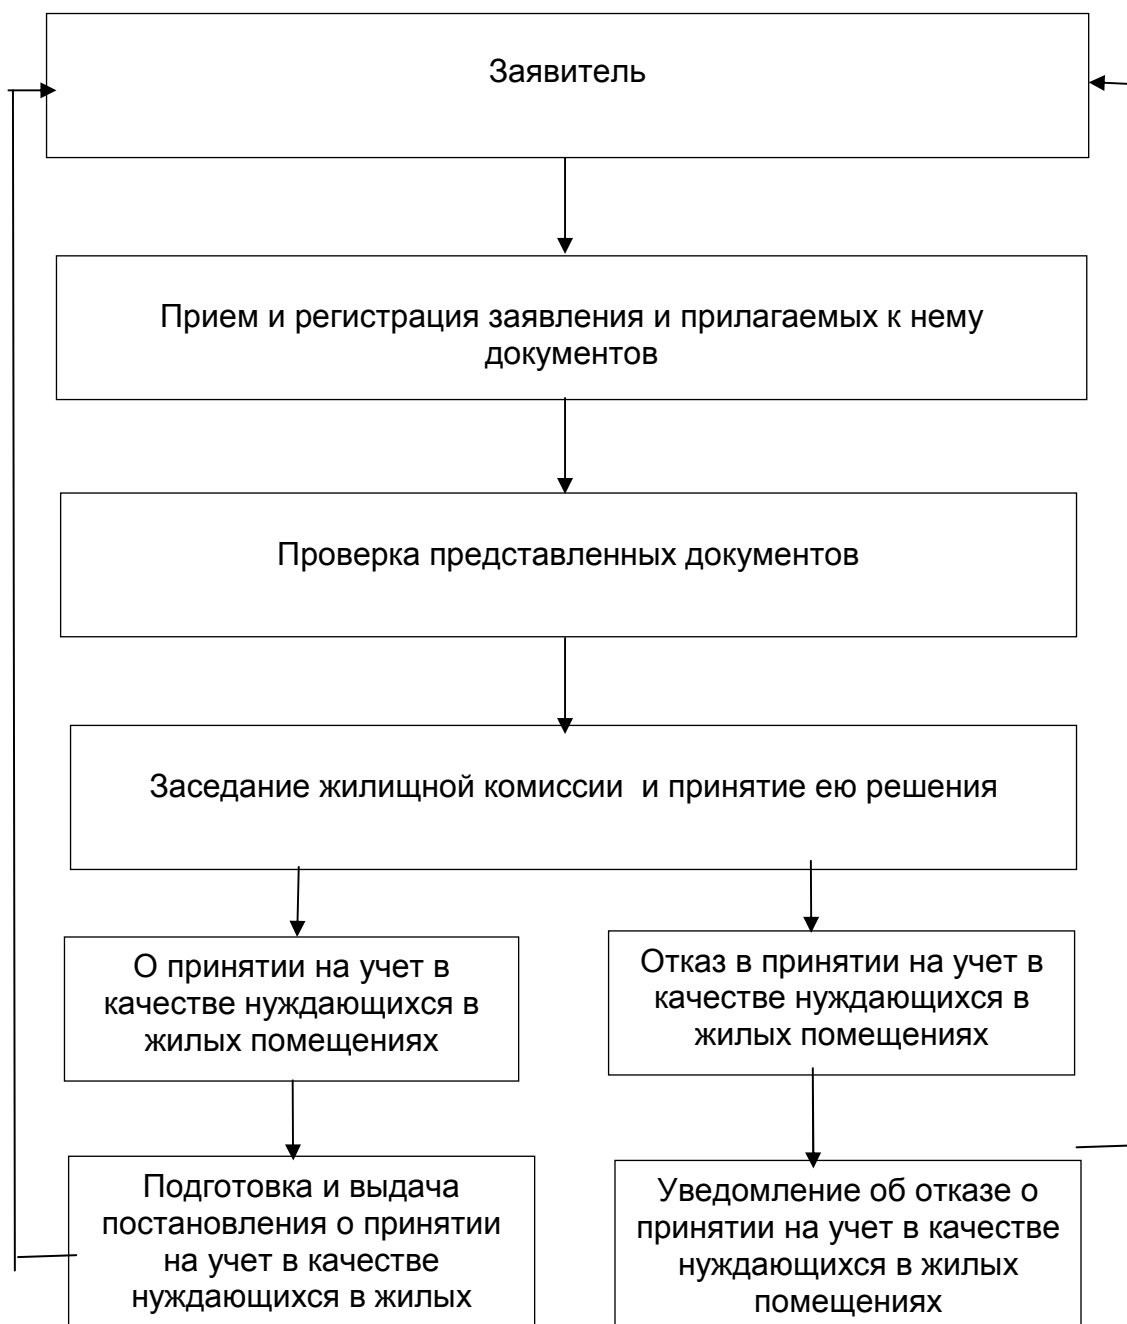 Заявитель
Прием и регистрация заявления и прилагаемых к нему
документов
Проверка представленных документов
Заседание жилищной комиссии  и принятие ею решения
О принятии на учет в
качестве нуждающихся в
жилых помещениях
Отказ в принятии на учет в
качестве нуждающихся в
жилых помещениях
Подготовка и выдача
постановления о принятии
на учет в качестве
нуждающихся в жилых
Уведомление об отказе о
принятии на учет в качестве
нуждающихся в жилых
помещениях